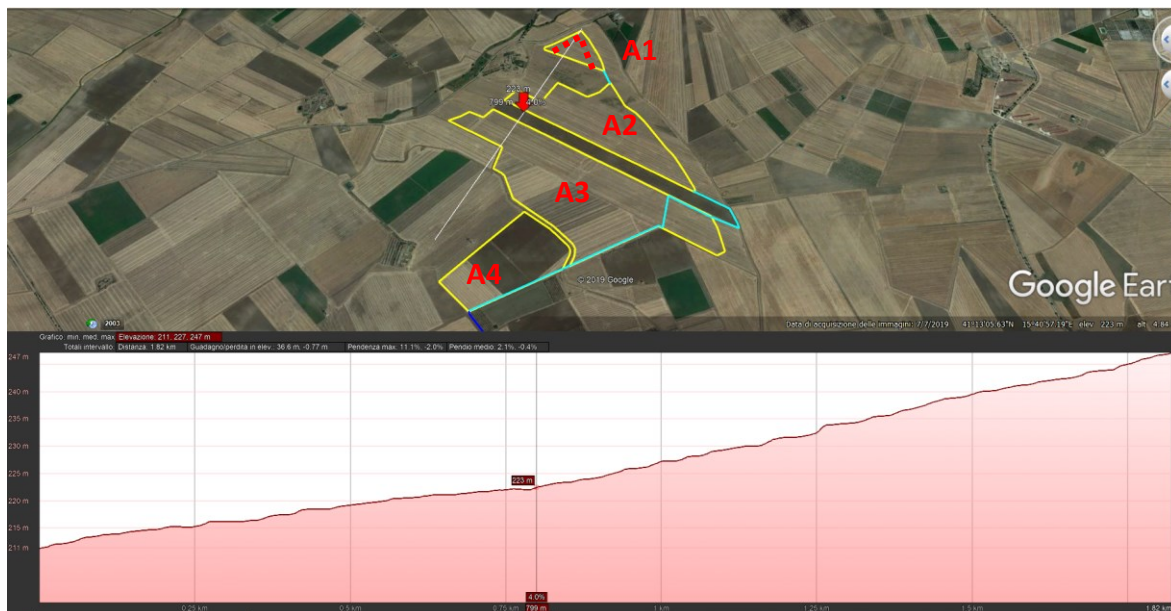 A1
223 m
799 m
4.0%
A2
A3
A4
© 2019 Google
Google Eart
2003
Data di acquisizione delle immagini: 7/7/2019 41°13'05.63"N 15°40'57.19"E elev 223 m alt 4.84
Grafico: min, med, max Elevazione: 211, 227, 247 m
Totali intervallo: Distanza: 1.82 km Guadagno/perdita in elev.: 36.6 m, -0.77 m Pendenza max: 11.1%, -2.0% Pendio medio: 2.1%, -0.4%
247 m
240 m
235 m
230 m
225 m
220 m
215 m
211 m
223 m
4.0%
0.25 km 0.5 km 0.75 km 799 m 1 km 1.25 km 1.5 km 1.82 km